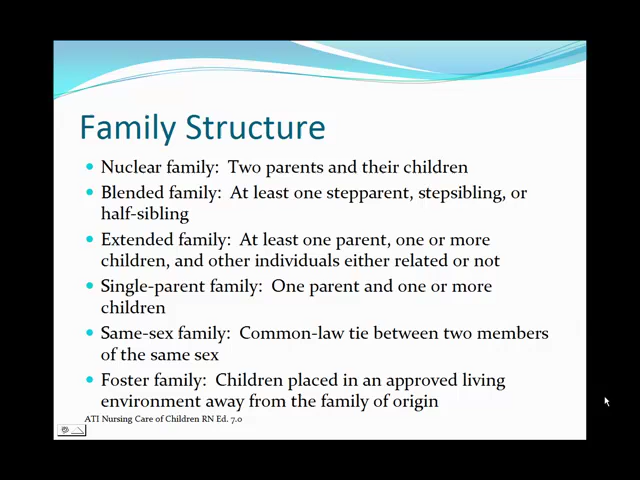 Family Structure
Nuclear family: Two parents and their children
Blended family: At least one stepparent, stepsibling, or
half-sibling
Extended family: At least one parent, one or more
children, and other individuals either related or not
Single-parent family: One parent and one or more
children
Same-sex family: Common-law tie between two members
of the same sex
Foster family: Children placed in an approved living
environment away from the family of origin
ATI Nursing Care of Children RN Ed. 7.0